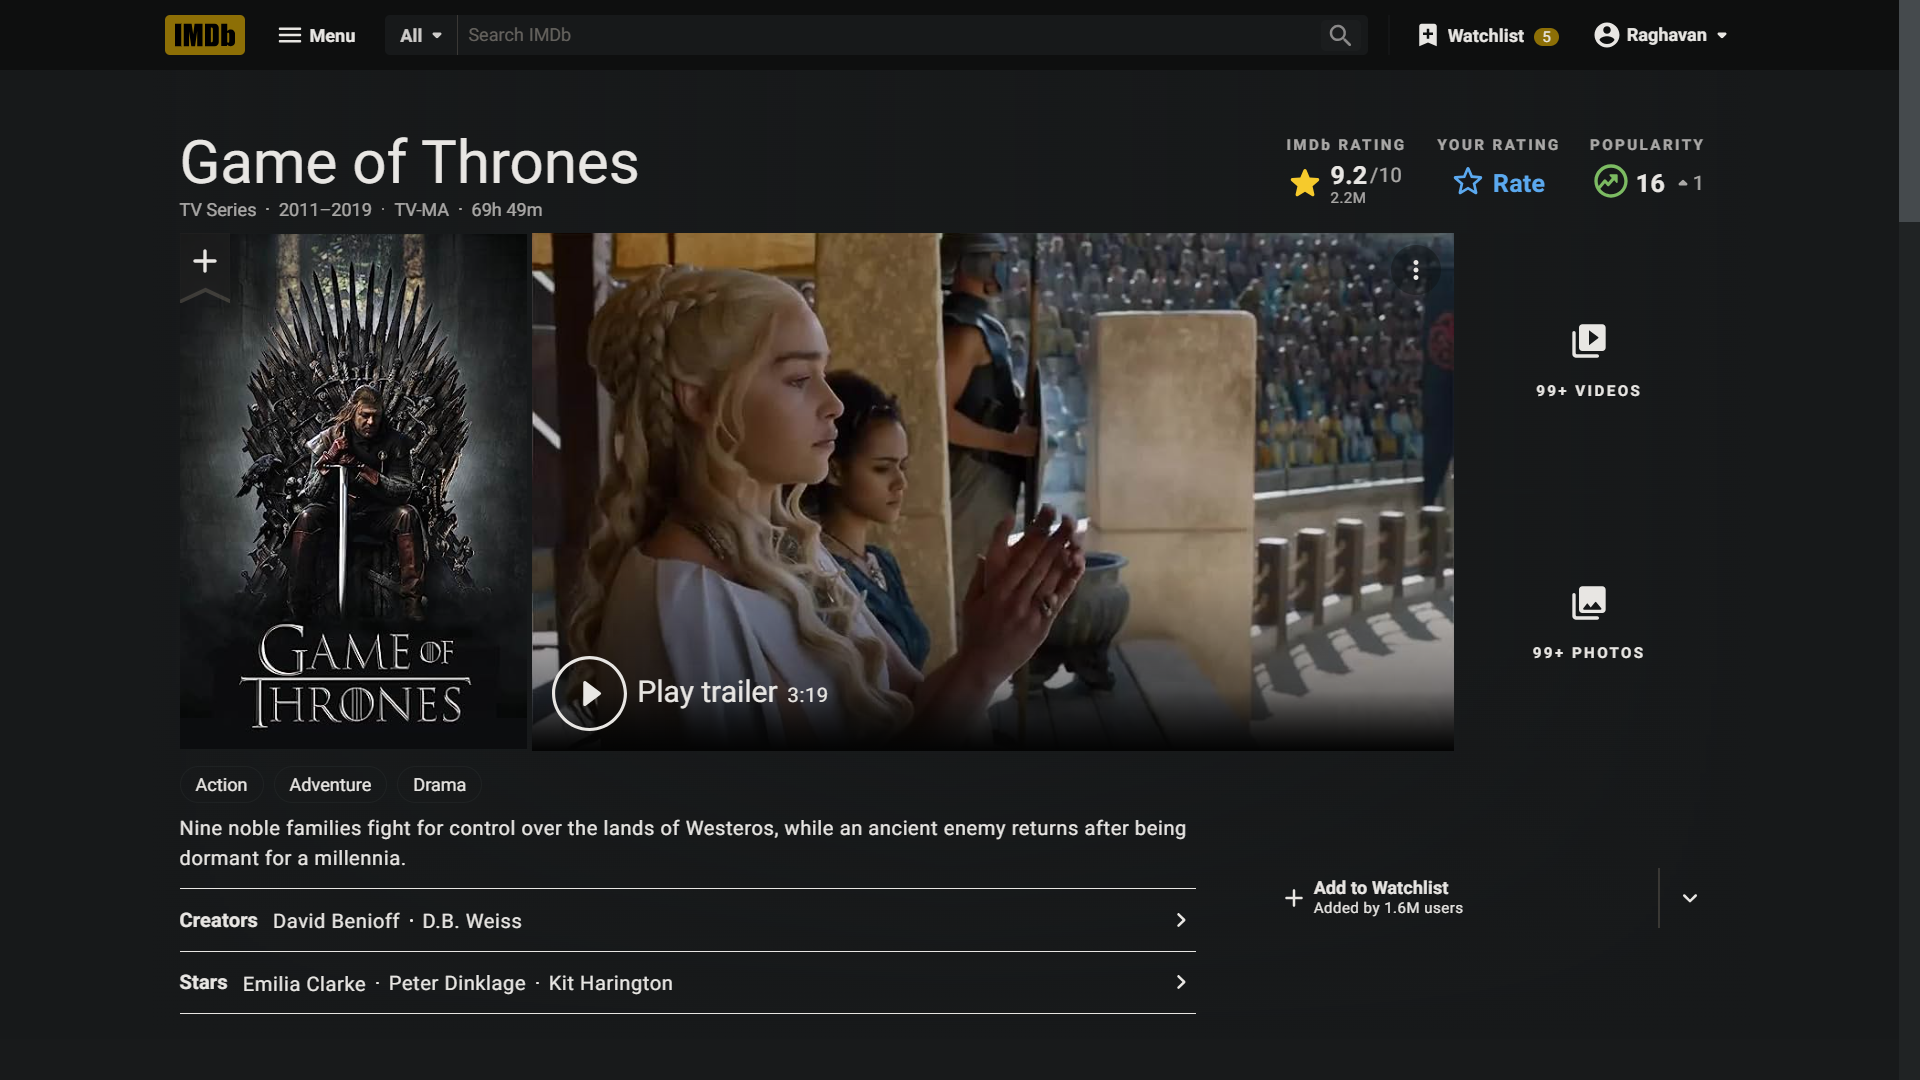 IMDb Menu All Search IMDb Watchlist 5 Raghavan
Game of Thrones
TV Series · 2011–2019 · TV-MA · 69h 49m
IMDb RATING
9.2/10
2.2M
YOUR RATING
Rate
POPULARITY
16 1
GAME OF
THRONES
Play trailer 3:19
99+ VIDEOS
99+ PHOTOS
Action Adventure Drama
Nine noble families fight for control over the lands of Westeros, while an ancient enemy returns after being
dormant for a millennia.
Creators David Benioff · D.B. Weiss
Stars Emilia Clarke · Peter Dinklage · Kit Harington
Add to Watchlist
Added by 1.6M users